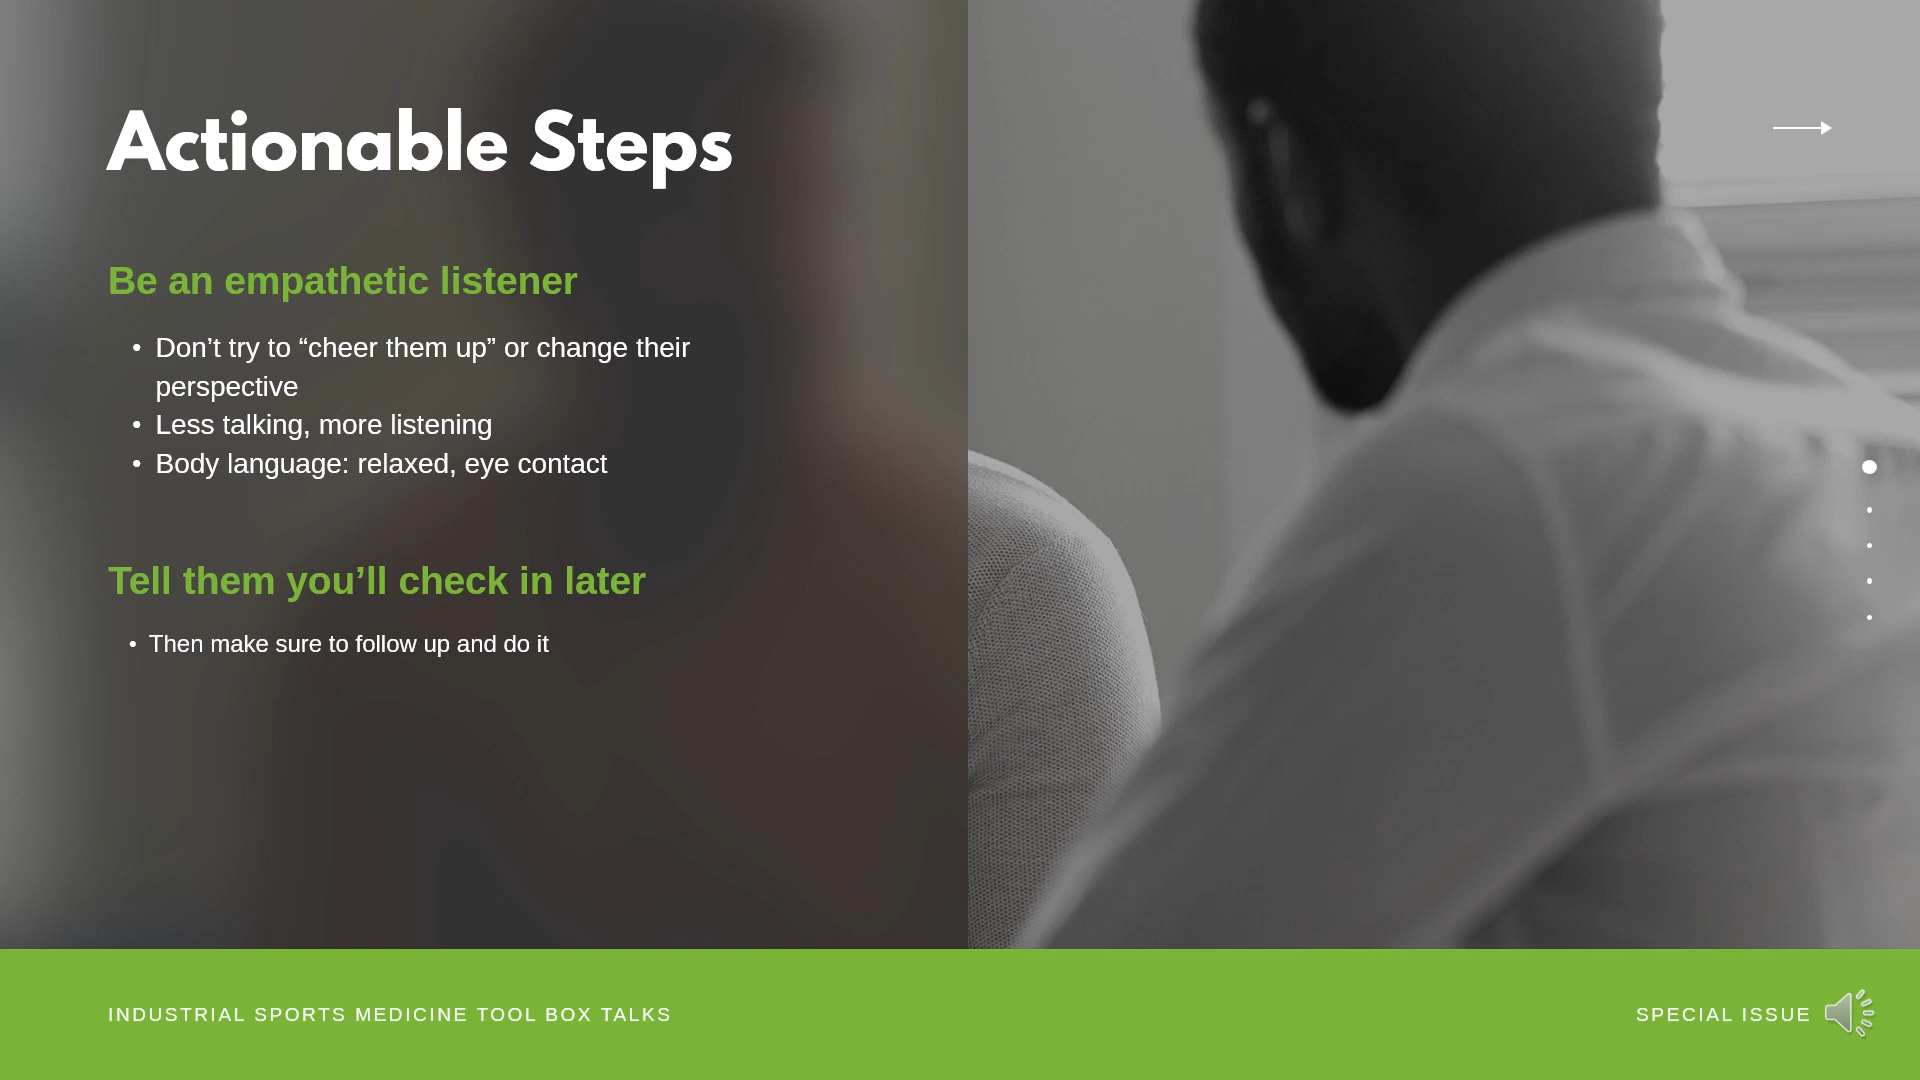 Actionable Steps
Be an empathetic listener
• Don’t try to “cheer them up” or change their
perspective
• Less talking, more listening
• Body language: relaxed, eye contact
Tell them you’ll check in later
• Then make sure to follow up and do it
INDUSTRIAL SPORTS MEDICINE TOOL BOX TALKS
SPECIAL ISSUE